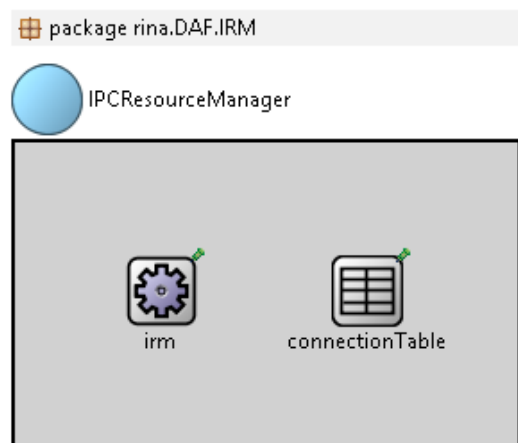 package rina.DAF.IRM
IPCResourceManager
irm
connectionTable